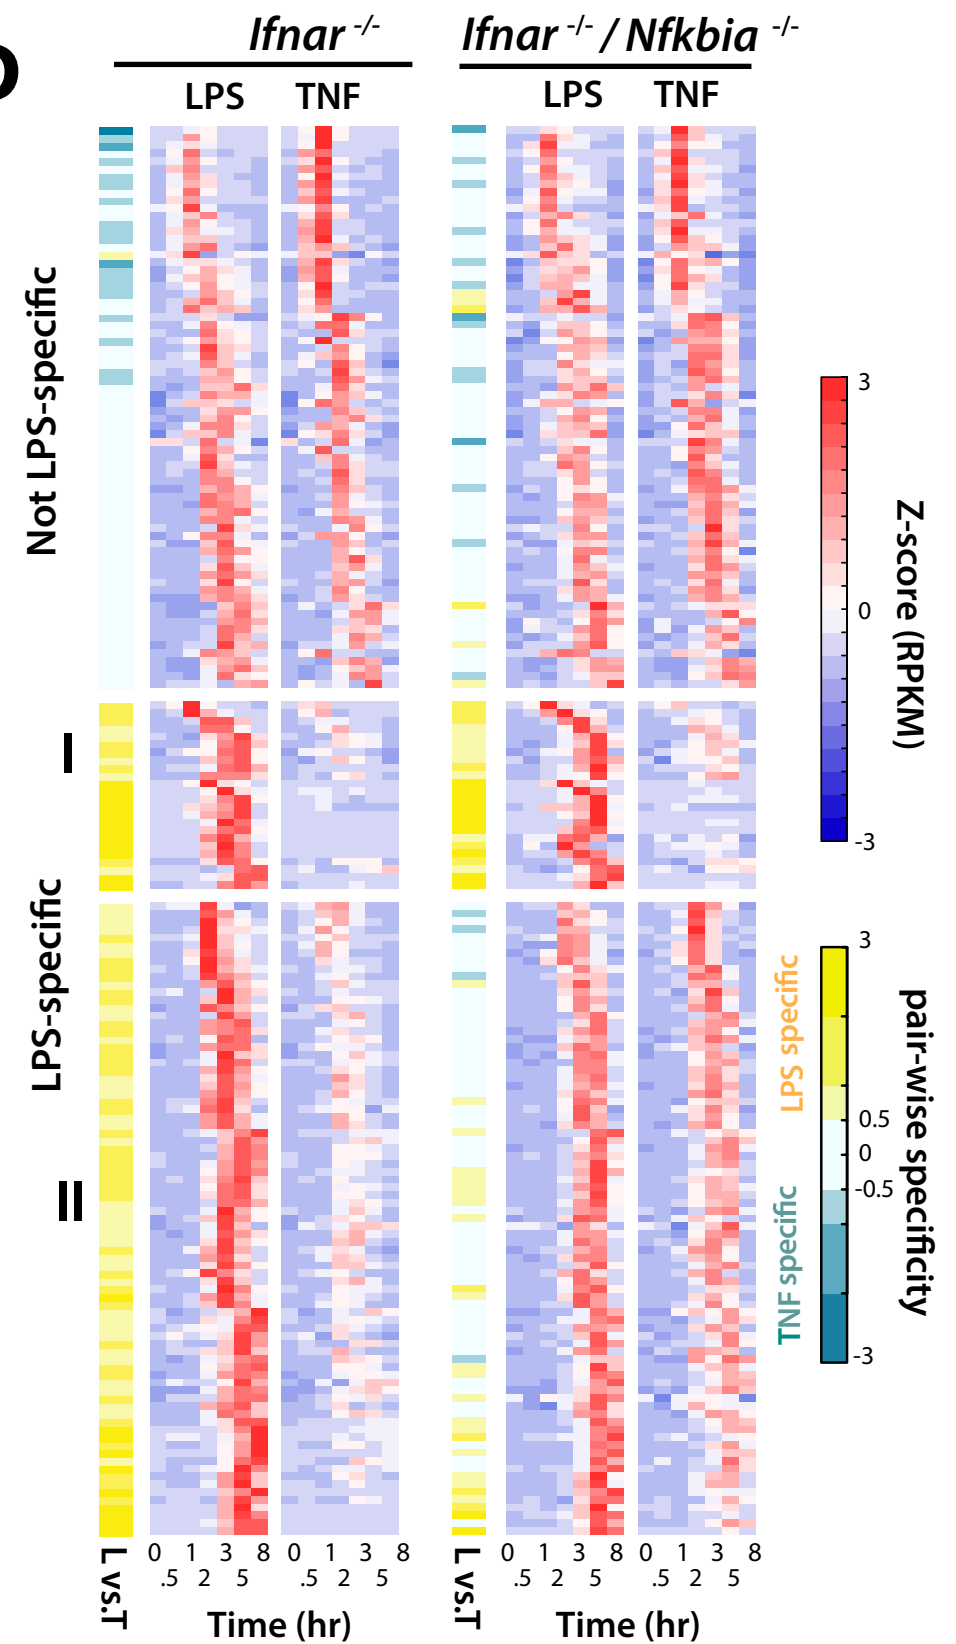 Ifnar -/-
Ifnar -/- / Nfkbia -/-
LPS TNF
LPS TNF
Not LPS-specific
LPS-specific
I
II
3
0
-3
Z-score (RPKM)
3
0.5
0
-0.5
-3
LPS specific
TNF specific
pair-wise specificity
L vs.T
0 .5 1 2 3 5 8
0 .5 1 2 3 5 8
Time (hr)
L vs.T
0 .5 1 2 3 5 8
0 .5 1 2 3 5 8
Time (hr)